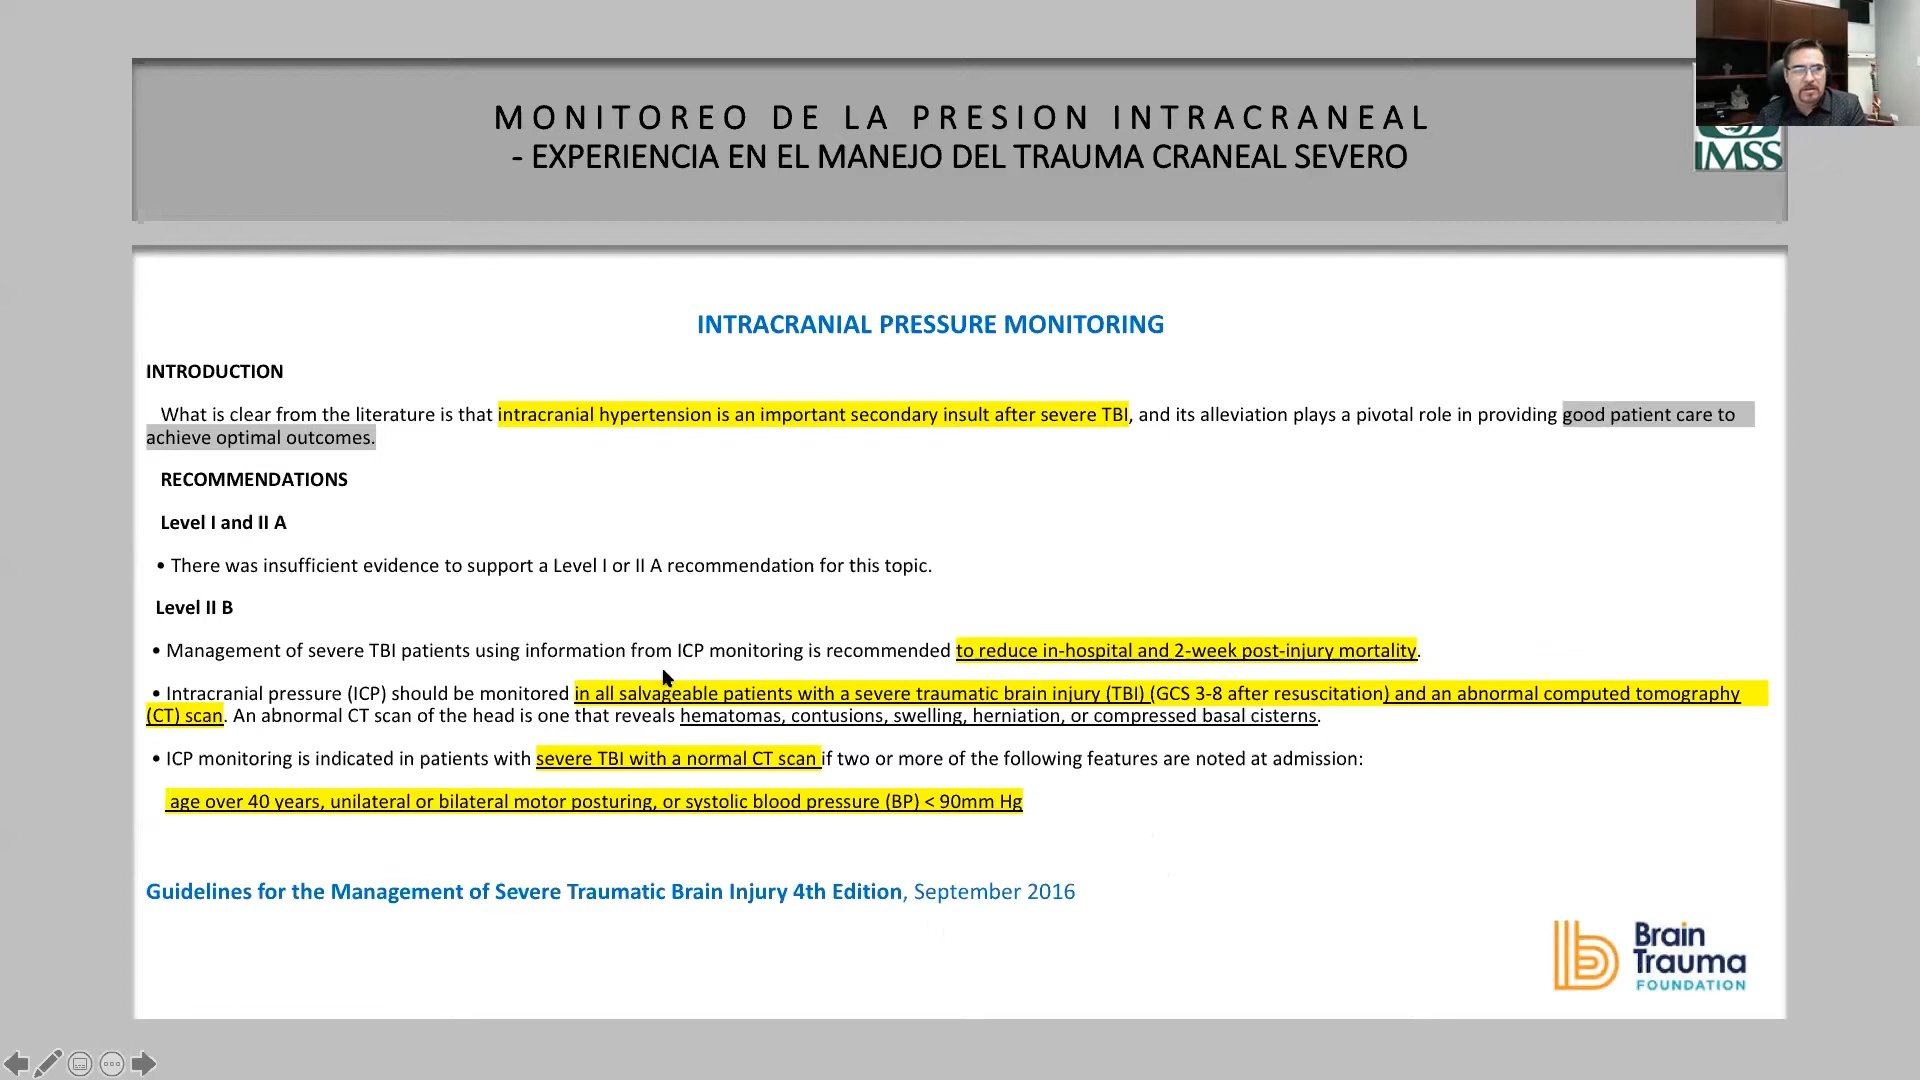 MONITOREO DE LA PRESION INTRACRANEAL
- EXPERIENCIA EN EL MANEJO DEL TRAUMA CRANEAL SEVERO
IMSS
INTRACRANIAL PRESSURE MONITORING
INTRODUCTION
What is clear from the literature is that intracranial hypertension is an important secondary insult after severe TBI, and its alleviation plays a pivotal role in providing good patient care to
achieve optimal outcomes.
RECOMMENDATIONS
Level I and II A
• There was insufficient evidence to support a Level I or II A recommendation for this topic.
Level II B
• Management of severe TBI patients using information from ICP monitoring is recommended to reduce in-hospital and 2-week post-injury mortality.
• Intracranial pressure (ICP) should be monitored in all salvageable patients with a severe traumatic brain injury (TBI) (GCS 3-8 after resuscitation) and an abnormal computed tomography
(CT) scan. An abnormal CT scan of the head is one that reveals hematomas, contusions, swelling, herniation, or compressed basal cisterns.
• ICP monitoring is indicated in patients with severe TBI with a normal CT scan if two or more of the following features are noted at admission:
age over 40 years, unilateral or bilateral motor posturing, or systolic blood pressure (BP) < 90mm Hg
Guidelines for the Management of Severe Traumatic Brain Injury 4th Edition, September 2016
Brain
Trauma
FOUNDATION